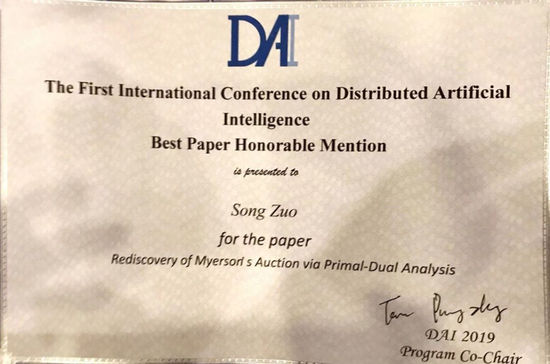 DAI
The First International Conference on Distributed Artificial
Intelligence
Best Paper Honorable Mention
is presented to
Song Zuo
for the paper
Rediscovery of Myerson s Auction via Primal-Dual Analysis
DAI 2019
Program Co-Chair